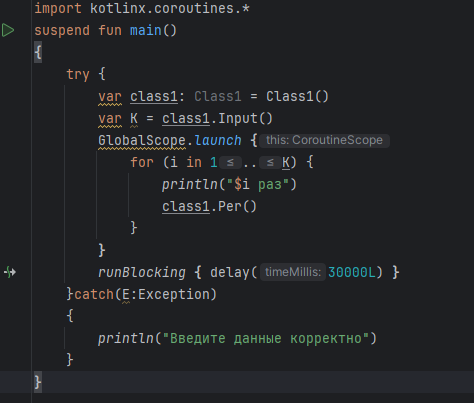 import kotlinx.coroutines.*
suspend fun main()
{
    try {
        var class1: Class1 = Class1()
        var K = class1.Input()
        GlobalScope.launch { this: CoroutineScope
            for (i in 1 ≤ .. ≤ K) {
                println("$i раз")
                class1.Per()
            }
        }
        runBlocking { delay( timeMillis: 30000L) }
    }catch(E:Exception)
    {
        println("Введите данные корректно")
    }
}